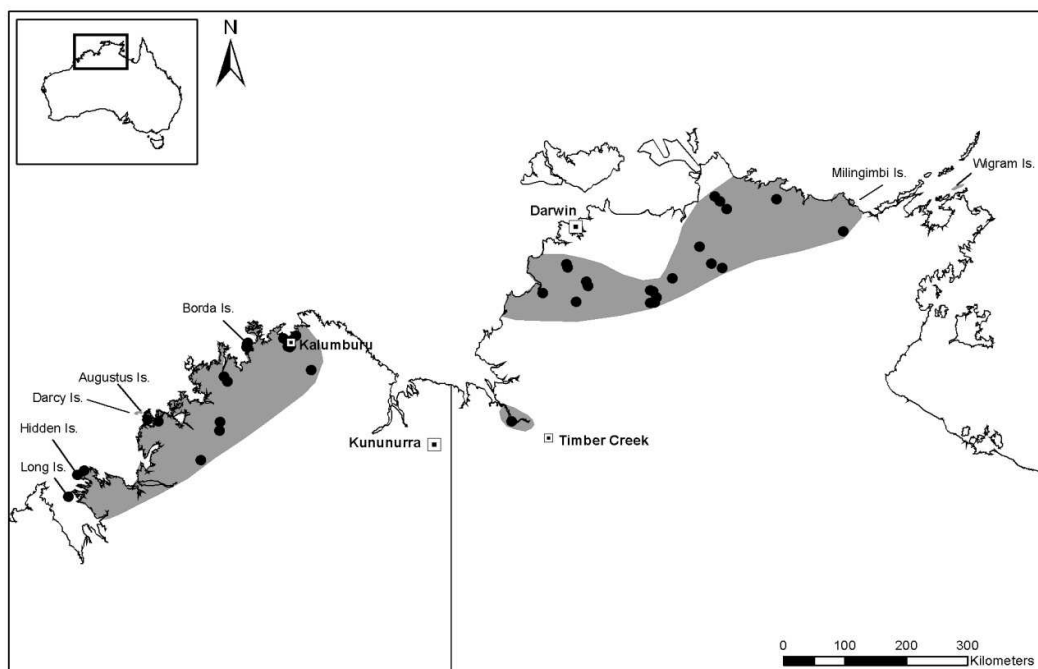 N
Milingimbi Is.
Wigram Is.
Darwin
Borda Is.
Kalumburu
Augustus Is.
Darcy Is.
Hidden Is.
Kununurra
Timber Creek
Long Is.
0 100 200 300
Kilometers